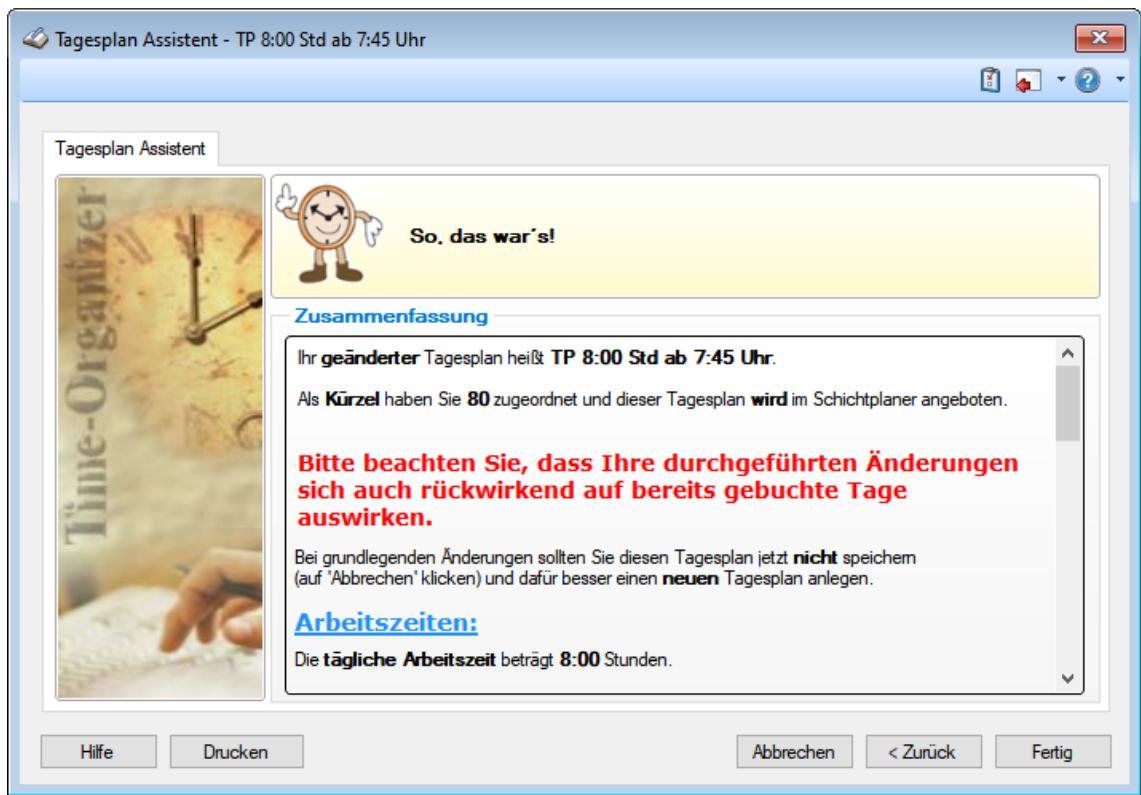 Tagesplan Assistent - TP 8:00 Std ab 7:45 Uhr
Tagesplan Assistent
Time-Organizer
So, das war´s!
Zusammenfassung
Ihr geänderter Tagesplan heißt TP 8:00 Std ab 7:45 Uhr.
Als Kürzel haben Sie 80 zugeordnet und dieser Tagesplan wird im Schichtplaner angeboten.
Bitte beachten Sie, dass Ihre durchgeführten Änderungen
sich auch rückwirkend auf bereits gebuchte Tage
auswirken.
Bei grundlegenden Änderungen sollten Sie diesen Tagesplan jetzt nicht speichern
(auf 'Abbrechen' klicken) und dafür besser einen neuen Tagesplan anlegen.
Arbeitszeiten:
Die tägliche Arbeitszeit beträgt 8:00 Stunden.
Hilfe
Drucken
Abbrechen
< Zurück
Fertig